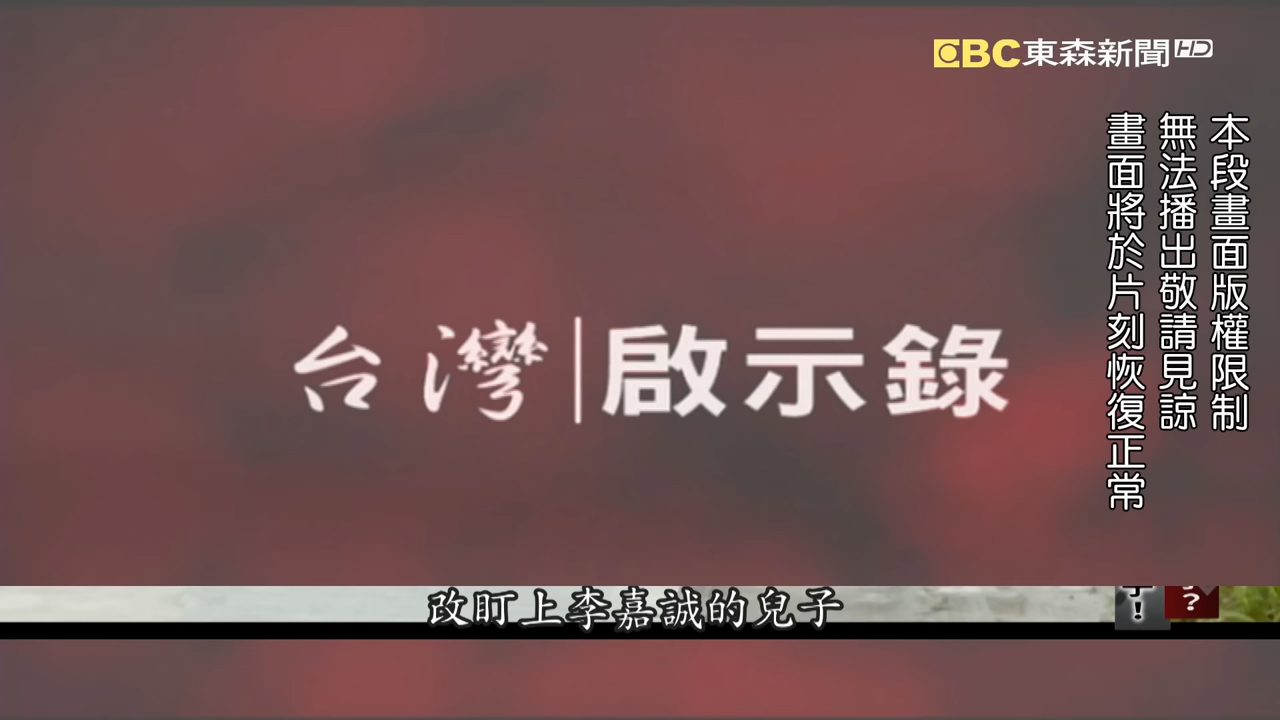 EBC東森新聞HD
本段畫面版權限制
無法播出敬請見諒
畫面將於片刻恢復正常
台灣|啟示錄
改盯上李嘉誠的兒子
！
?